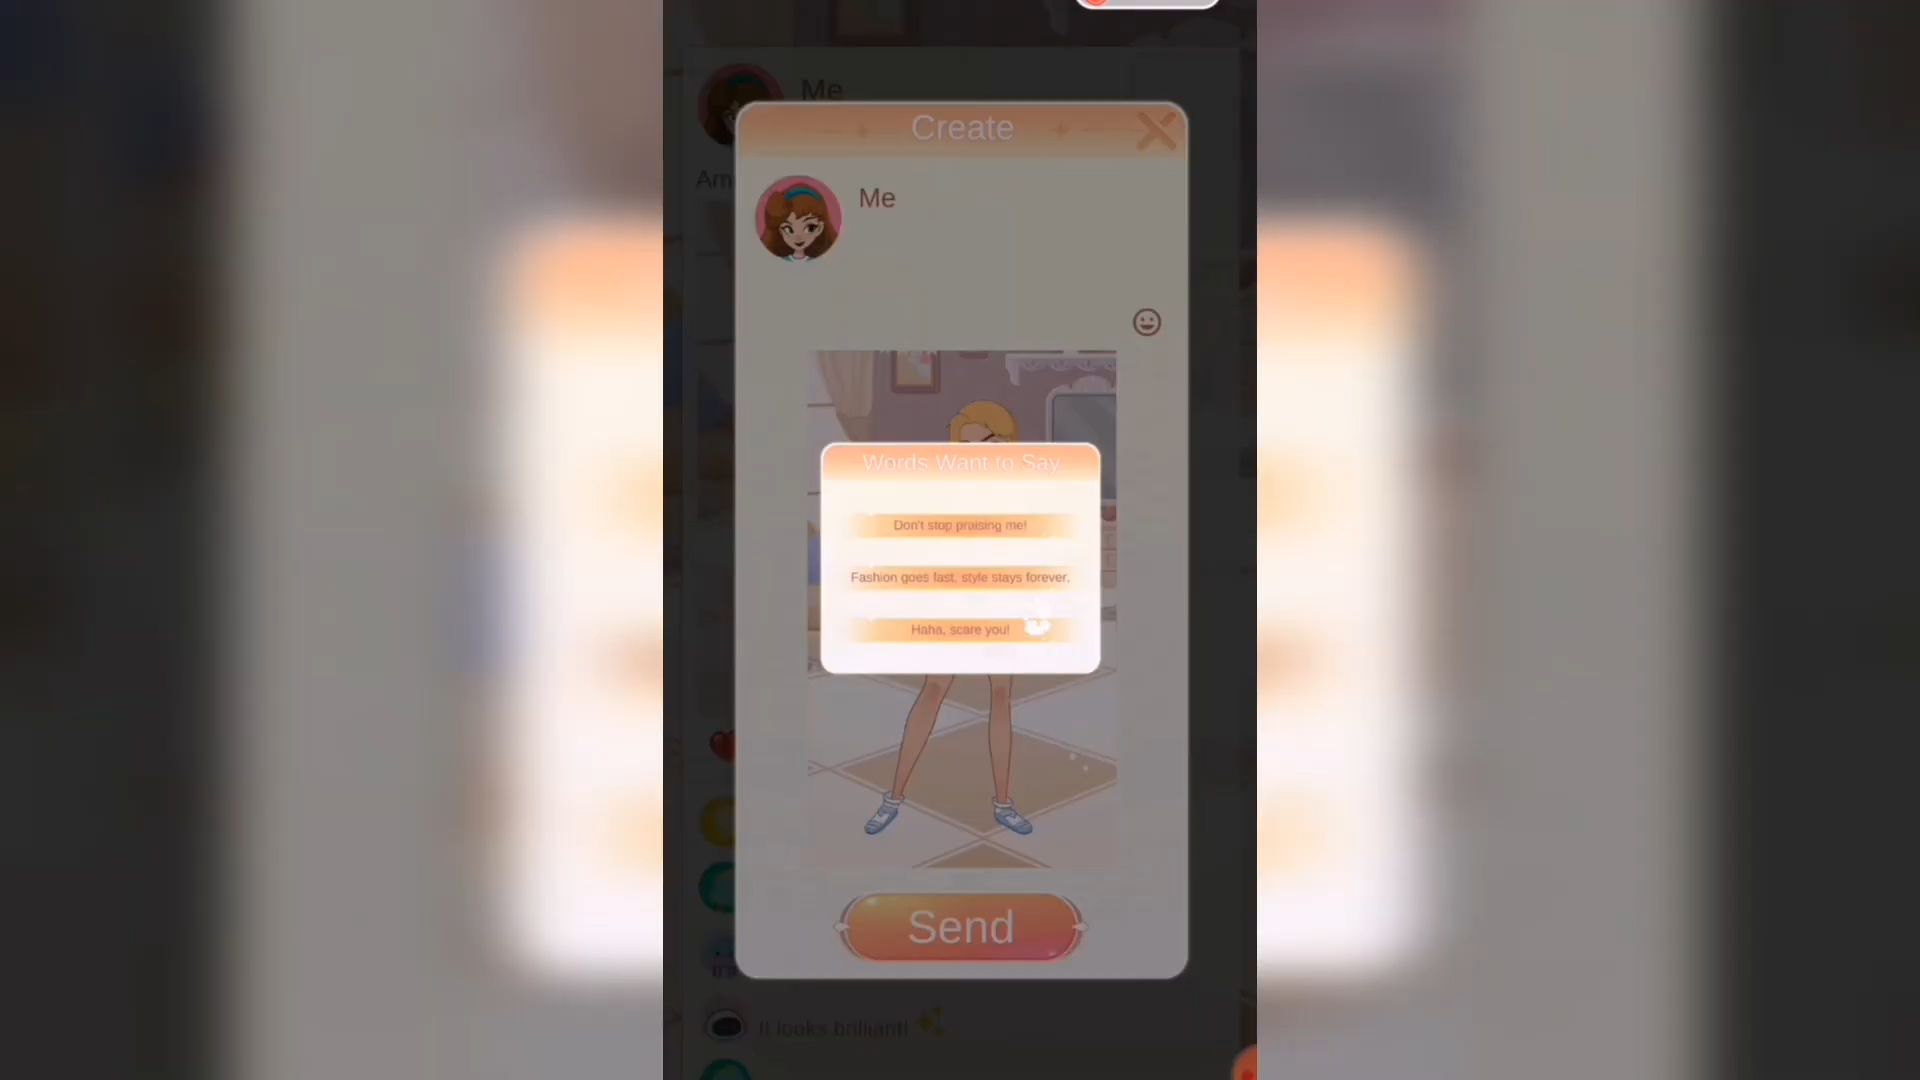 Me
Create
Me
Am
Words Want to Say
Don't stop praising me!
Fashion goes fast, style stays forever.
Haha, scare you!
Send
It looks brilliant!